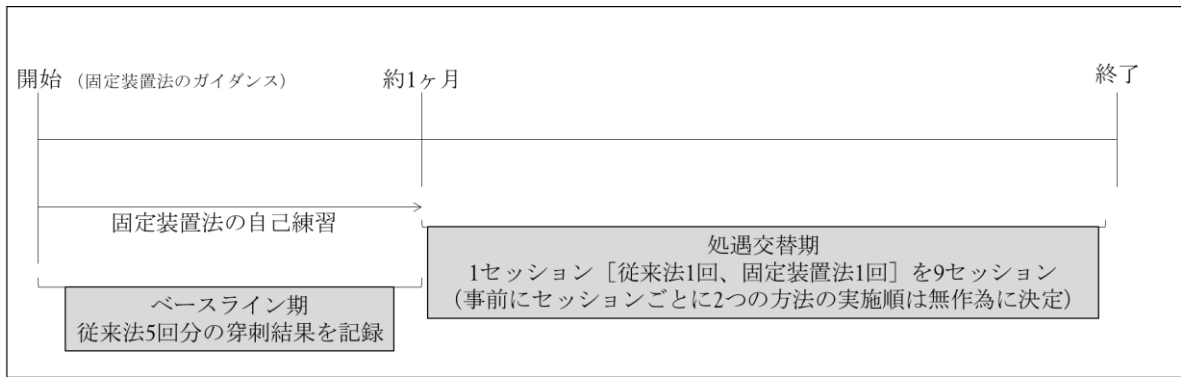 開始 (固定装置法のガイダンス)
約1ヶ月
終了
固定装置法の自己練習
ベースライン期
従来法5回分の穿刺結果を記録
処遇交替期
1セッション［従来法1回、固定装置法1回］を9セッション
（事前にセッションごとに2つの方法の実施順は無作為に決定）